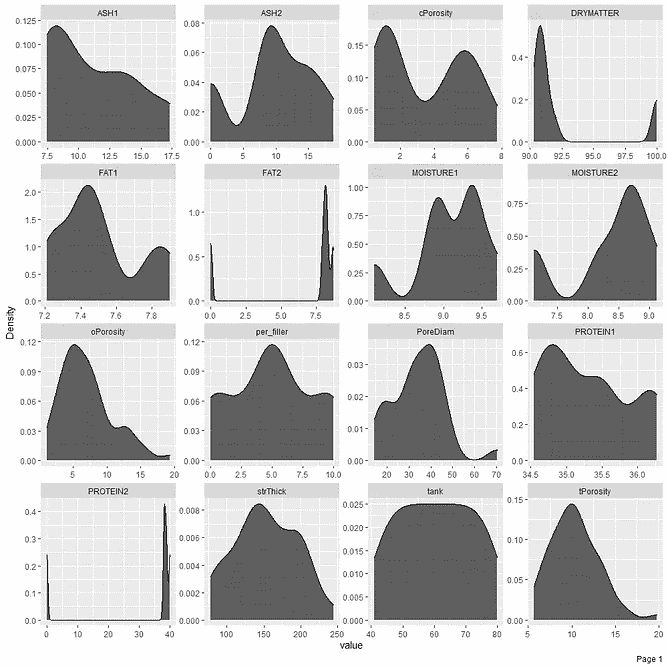 ASH1 ASH2 cPorosity DRYMATTER
0.125 0.100 0.075 0.050 0.025 0.000
0.08 0.06 0.04 0.02 0.00
0.15 0.10 0.05 0.00
0.4 0.2 0.0
7.5 10.0 12.5 15.0 17.5
0 5 10 15
2 4 6 8
90.0 92.5 95.0 97.5 100.0
FAT1 FAT2 MOISTURE1 MOISTURE2
2.0 1.5 1.0 0.5 0.0
1.0 0.5 0.0
1.00 0.75 0.50 0.25 0.00
0.75 0.50 0.25 0.00
7.2 7.4 7.6 7.8
0.0 2.5 5.0 7.5
8.5 9.0 9.5
7.5 8.0 8.5 9.0
Density
oPorosity per_filler PoreDiam PROTEIN1
0.12 0.09 0.06 0.03 0.00
0.12 0.09 0.06 0.03 0.00
0.03 0.02 0.01 0.00
0.6 0.4 0.2 0.0
5 10 15 20
0.0 2.5 5.0 7.5 10.0
20 30 40 50 60 70
34.5 35.0 35.5 36.0
PROTEIN2 strThick tank tPorosity
0.4 0.3 0.2 0.1 0.0
0.008 0.006 0.004 0.002 0.000
0.025 0.020 0.015 0.010 0.005 0.000
0.15 0.10 0.05 0.00
0 10 20 30 40
100 150 200 250
40 50 60 70 80
5 10 15 20
value
Page 1